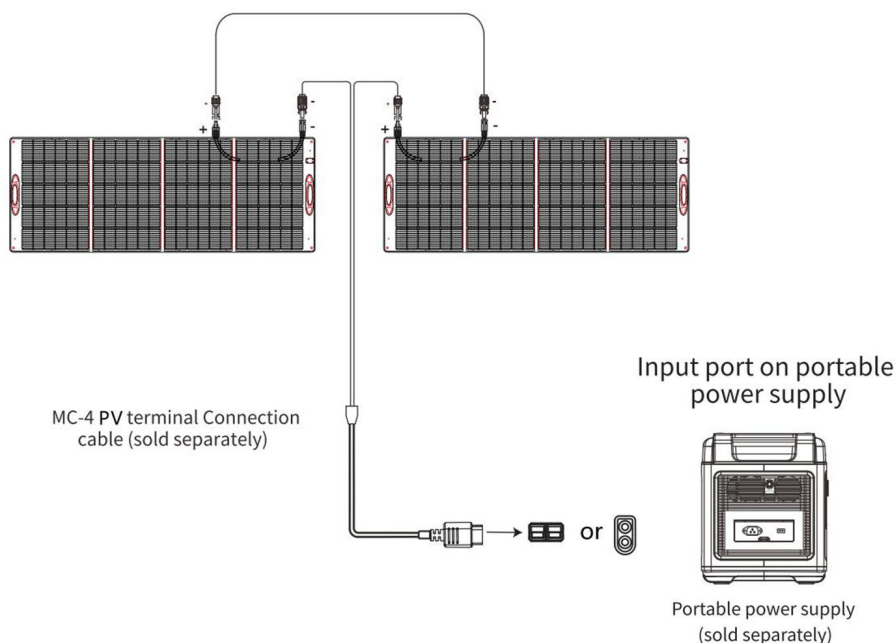 - - - -
+ - + -
Input port on portable
power supply
MC-4 PV terminal Connection
cable (sold separately)
or
Portable power supply
(sold separately)